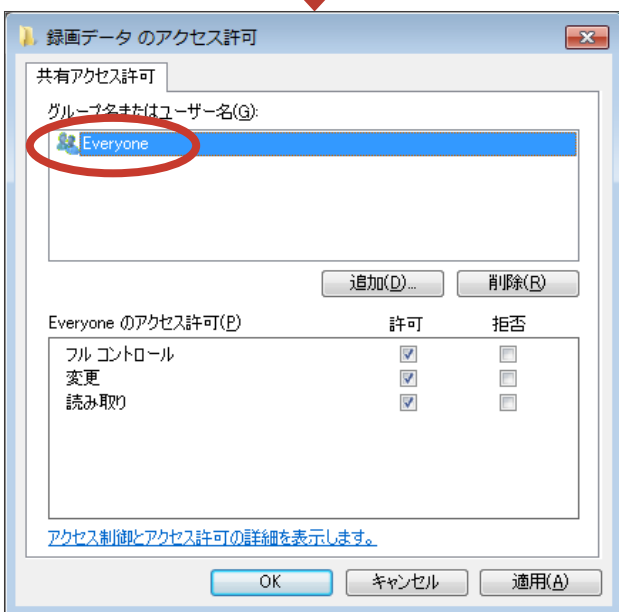 録画データ のアクセス許可
共有アクセス許可
グループ名またはユーザー名(G):
Everyone
追加(D)... 削除(R)
Everyone のアクセス許可(P) 許可 拒否
フル コントロール
変更
読み取り
アクセス制御とアクセス許可の詳細を表示します。
OK キャンセル 適用(A)